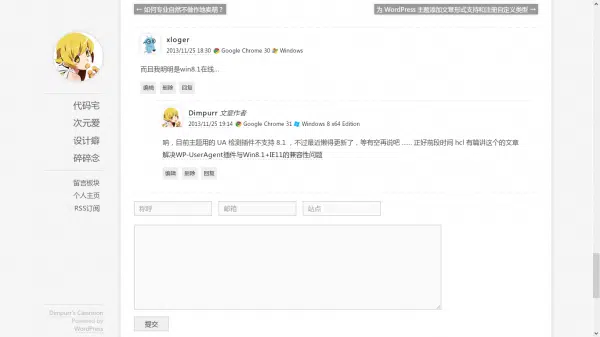 ← 如何专业自然不做作地卖萌？
为 WordPress 主题添加文章形式支持和注册自定义类型 →
xloger
2013/11/25 18:30 Google Chrome 30 Windows
而且我明明是win8.1在线...
编辑 删除 回复
Dimpurr 文章作者
2013/11/25 19:14 Google Chrome 31 Windows 8 x64 Edition
呐，目前主题用的 UA 检测插件不支持 8.1 ，不过最近懒得更新了，等有空再说吧 ...... 正好前段时间 hcl 有篇讲这个的文章
解决WP-UserAgent插件与Win8.1+IE11的兼容性问题
编辑 删除 回复
代码宅
次元爱
设计癖
碎碎念
留言板块
个人主页
RSS订阅
称呼
邮箱
站点
提交
Dimpurr's Classroom
Powered by
WordPress